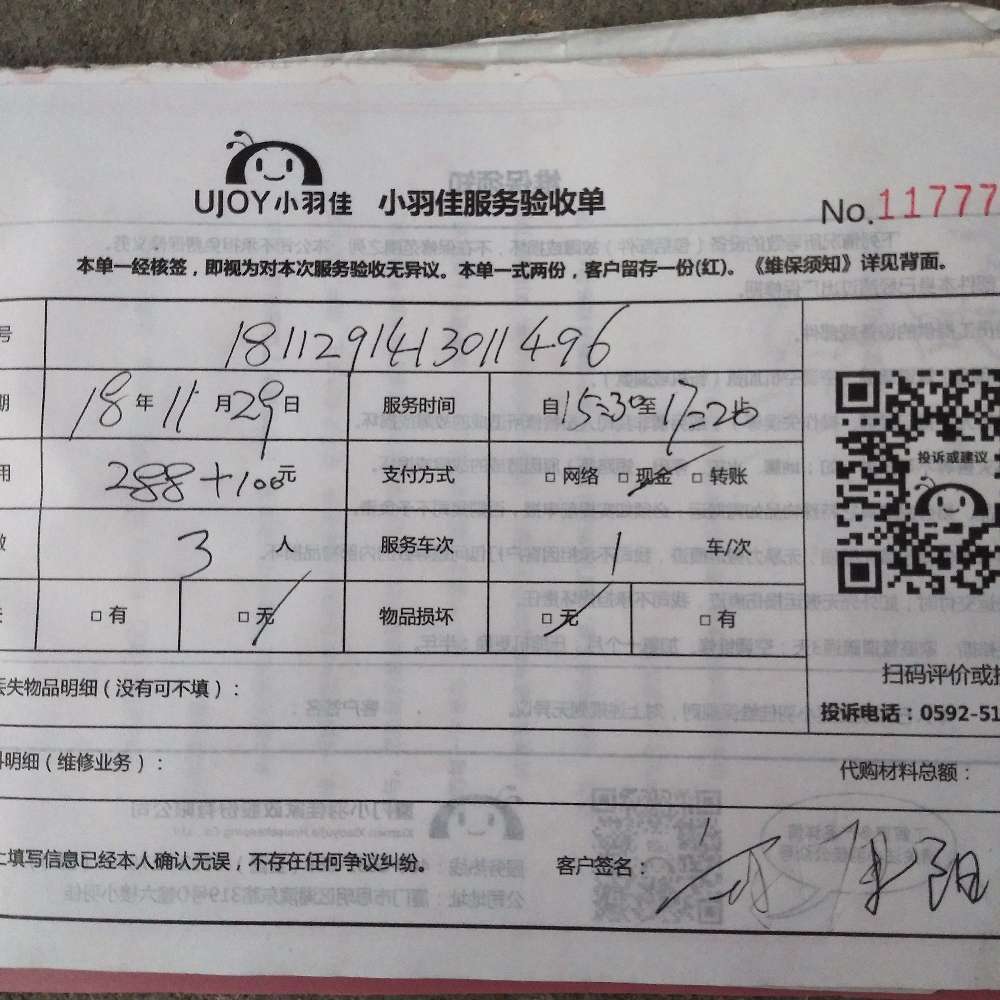 UJOY小羽佳 小羽佳服务验收单
No.11777
本单一经核签，即视为对本次服务验收无异议。本单一式两份，客户留存一份(红)。《维保须知》详见背面。
号 181129141301496
期 18年11月29日 服务时间 自15:30至17:26
用 288+100元 支付方式 □ 网络 □ 现金 □ 转账
数 3人 服务车次 1 车/次
□ 有 □ 无 物品损坏 □ 无 □ 有
投诉或建议
扫码评价或
丢失物品明细（没有可不填）：
投诉电话：0592-51
料明细（维修业务）：
代购材料总额：
上填写信息已经本人确认无误，不存在任何争议纠纷。 客户签名：